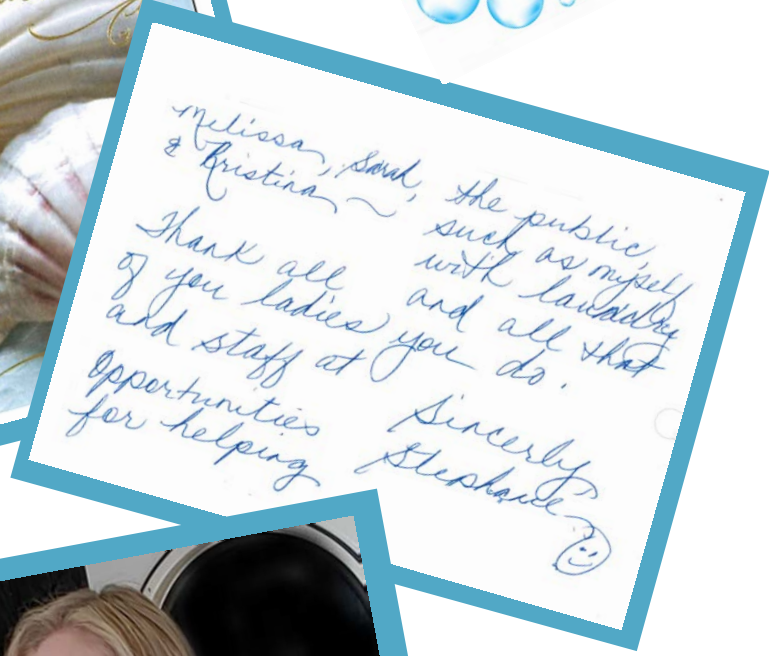 Melissa, Sarah,
& Kristina
Thank all
of you ladies
and staff at
Opportunities
for helping
the public,
such as myself
with laundry
and all that
you do.
Sincerly,
Stephanie